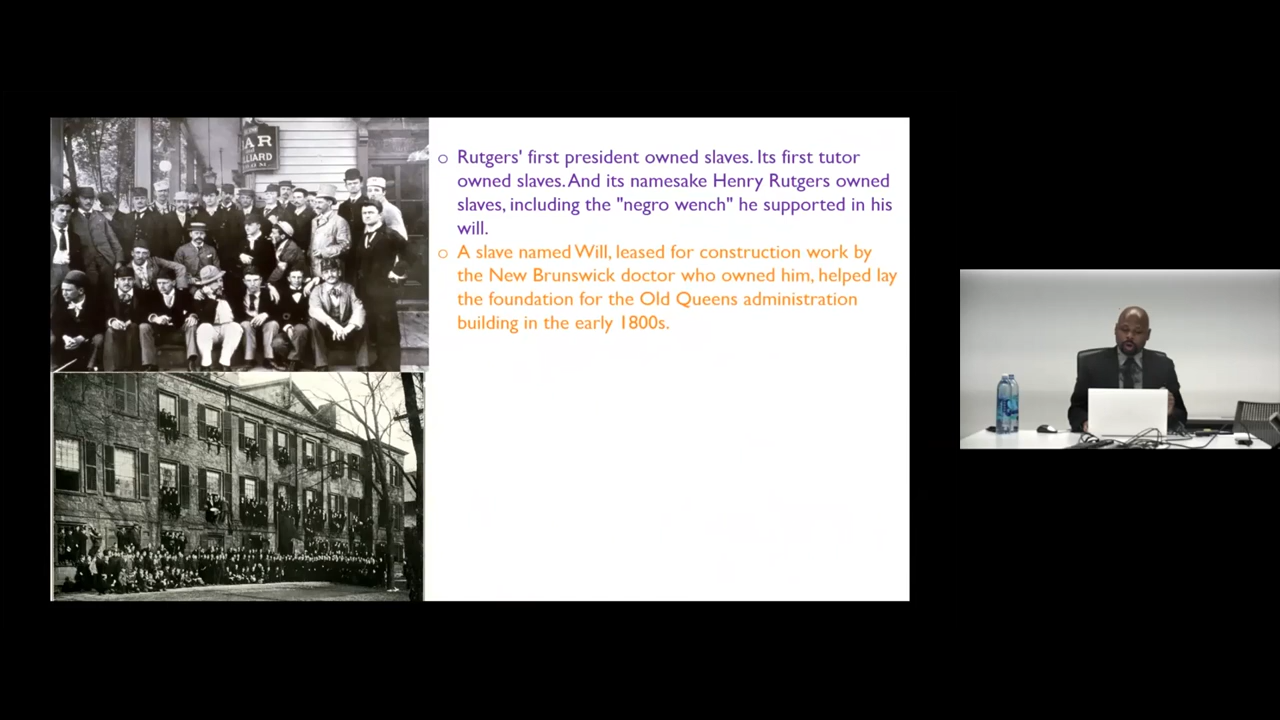 AR
LLIARD
o Rutgers' first president owned slaves. Its first tutor
owned slaves. And its namesake Henry Rutgers owned
slaves, including the "negro wench" he supported in his
will.
o A slave named Will, leased for construction work by
the New Brunswick doctor who owned him, helped lay
the foundation for the Old Queens administration
building in the early 1800s.